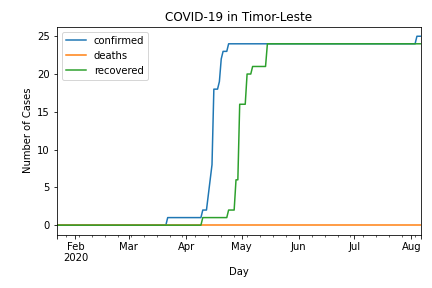 COVID-19 in Timor-Leste
confirmed
deaths
recovered
Number of Cases
25
20
15
10
5
0
Feb Mar Apr May Jun Jul Aug
2020
Day